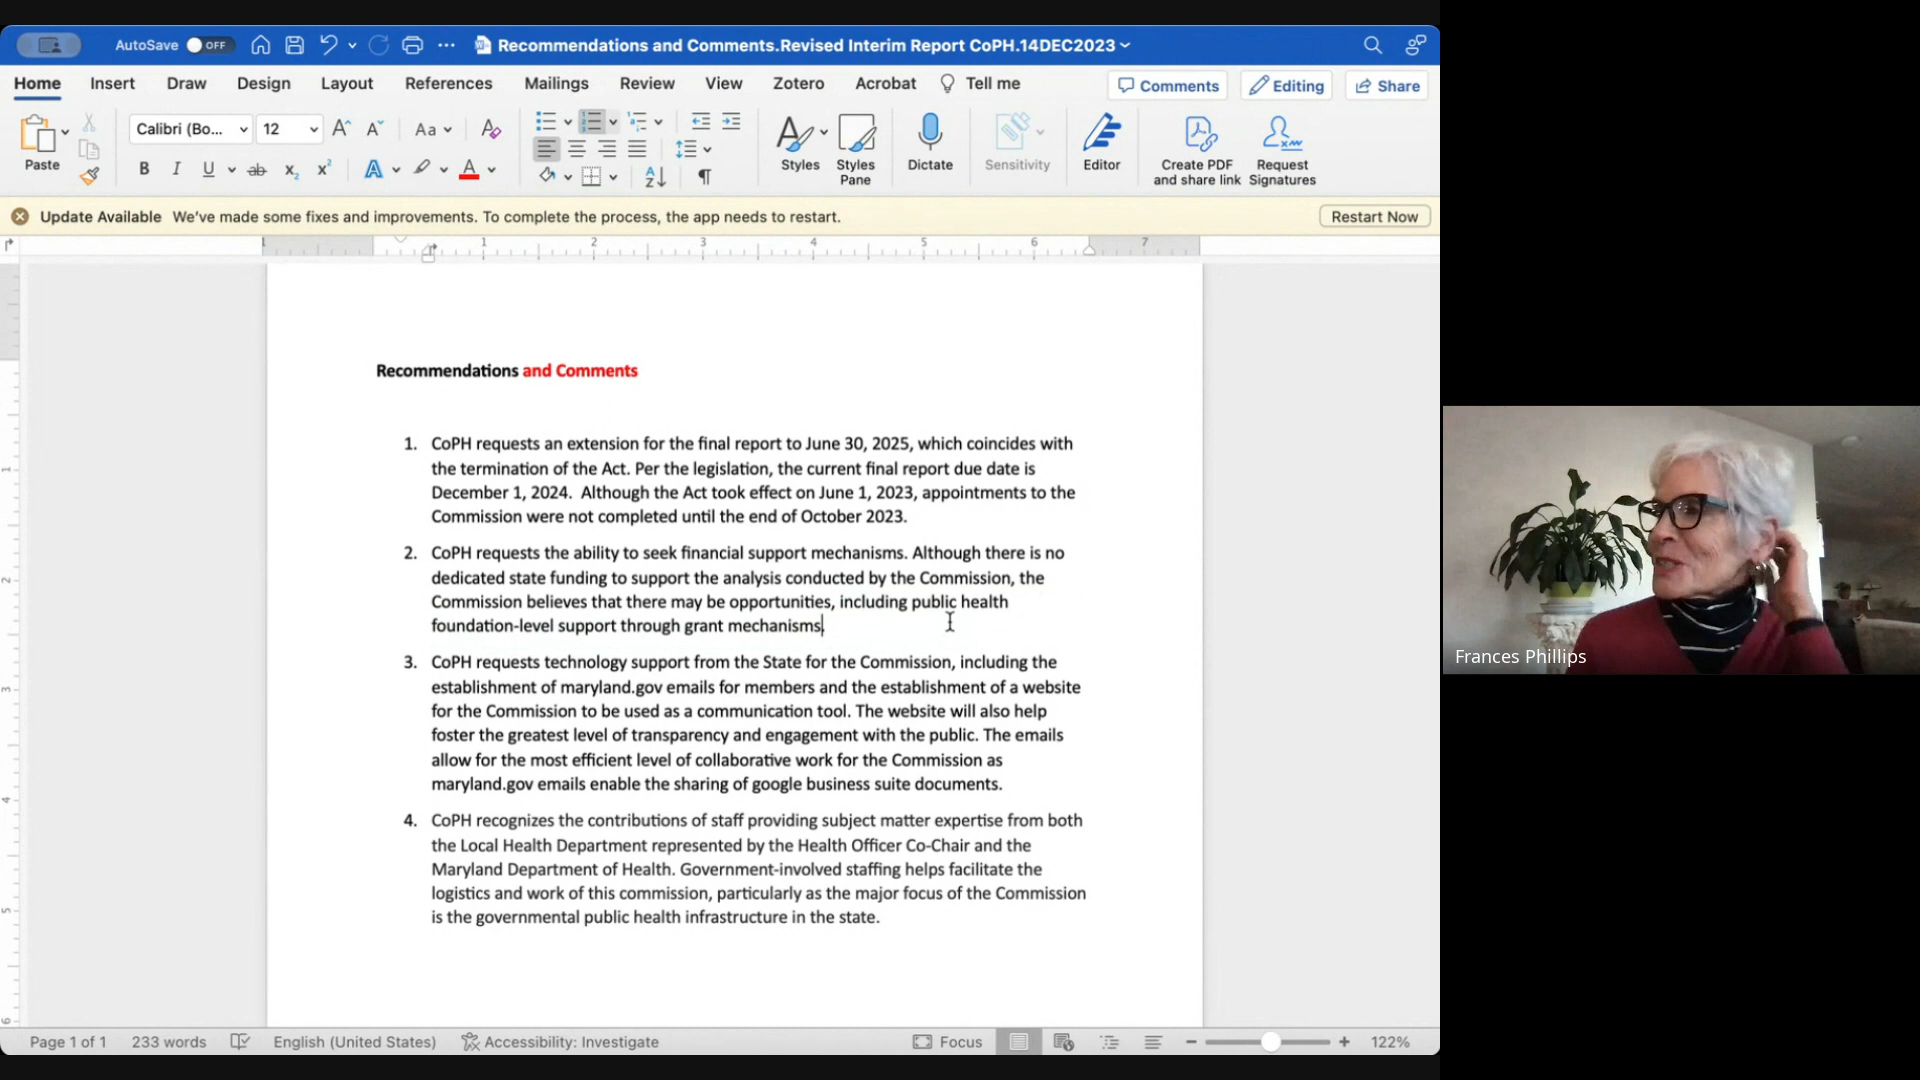 AutoSave OFF
Recommendations and Comments.Revised Interim Report CoPH.14DEC2023
Home Insert Draw Design Layout References Mailings Review View Zotero Acrobat Tell me
Comments Editing Share
Paste
Calibri (Bo... 12
Aa
B I U ab x₂ x² A A
A Z ¶
Styles
Styles Pane
Dictate
Sensitivity
Editor
Create PDF and share link
Request Signatures
Update Available We've made some fixes and improvements. To complete the process, the app needs to restart.
Restart Now
1 1 2 3 4 5 6 7
Recommendations and Comments
1. CoPH requests an extension for the final report to June 30, 2025, which coincides with
the termination of the Act. Per the legislation, the current final report due date is
December 1, 2024. Although the Act took effect on June 1, 2023, appointments to the
Commission were not completed until the end of October 2023.
2. CoPH requests the ability to seek financial support mechanisms. Although there is no
dedicated state funding to support the analysis conducted by the Commission, the
Commission believes that there may be opportunities, including public health
foundation-level support through grant mechanisms.
3. CoPH requests technology support from the State for the Commission, including the
establishment of maryland.gov emails for members and the establishment of a website
for the Commission to be used as a communication tool. The website will also help
foster the greatest level of transparency and engagement with the public. The emails
allow for the most efficient level of collaborative work for the Commission as
maryland.gov emails enable the sharing of google business suite documents.
4. CoPH recognizes the contributions of staff providing subject matter expertise from both
the Local Health Department represented by the Health Officer Co-Chair and the
Maryland Department of Health. Government-involved staffing helps facilitate the
logistics and work of this commission, particularly as the major focus of the Commission
is the governmental public health infrastructure in the state.
Page 1 of 1 233 words English (United States) Accessibility: Investigate Focus 122%
Frances Phillips